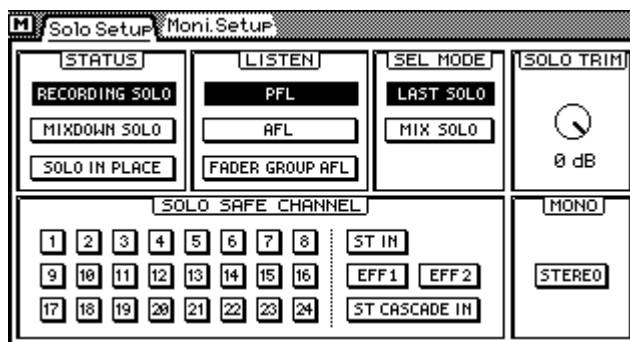 M Solo Setup Moni.Setup
STATUS LISTEN SEL MODE SOLO TRIM
RECORDING SOLO PFL LAST SOLO
MIXDOWN SOLO AFL MIX SOLO
SOLO IN PLACE FADER GROUP AFL 0 dB
SOLO SAFE CHANNEL MONO
1 2 3 4 5 6 7 8 ST IN
9 10 11 12 13 14 15 16 EFF1 EFF2 STEREO
17 18 19 20 21 22 23 24 ST CASCADE IN